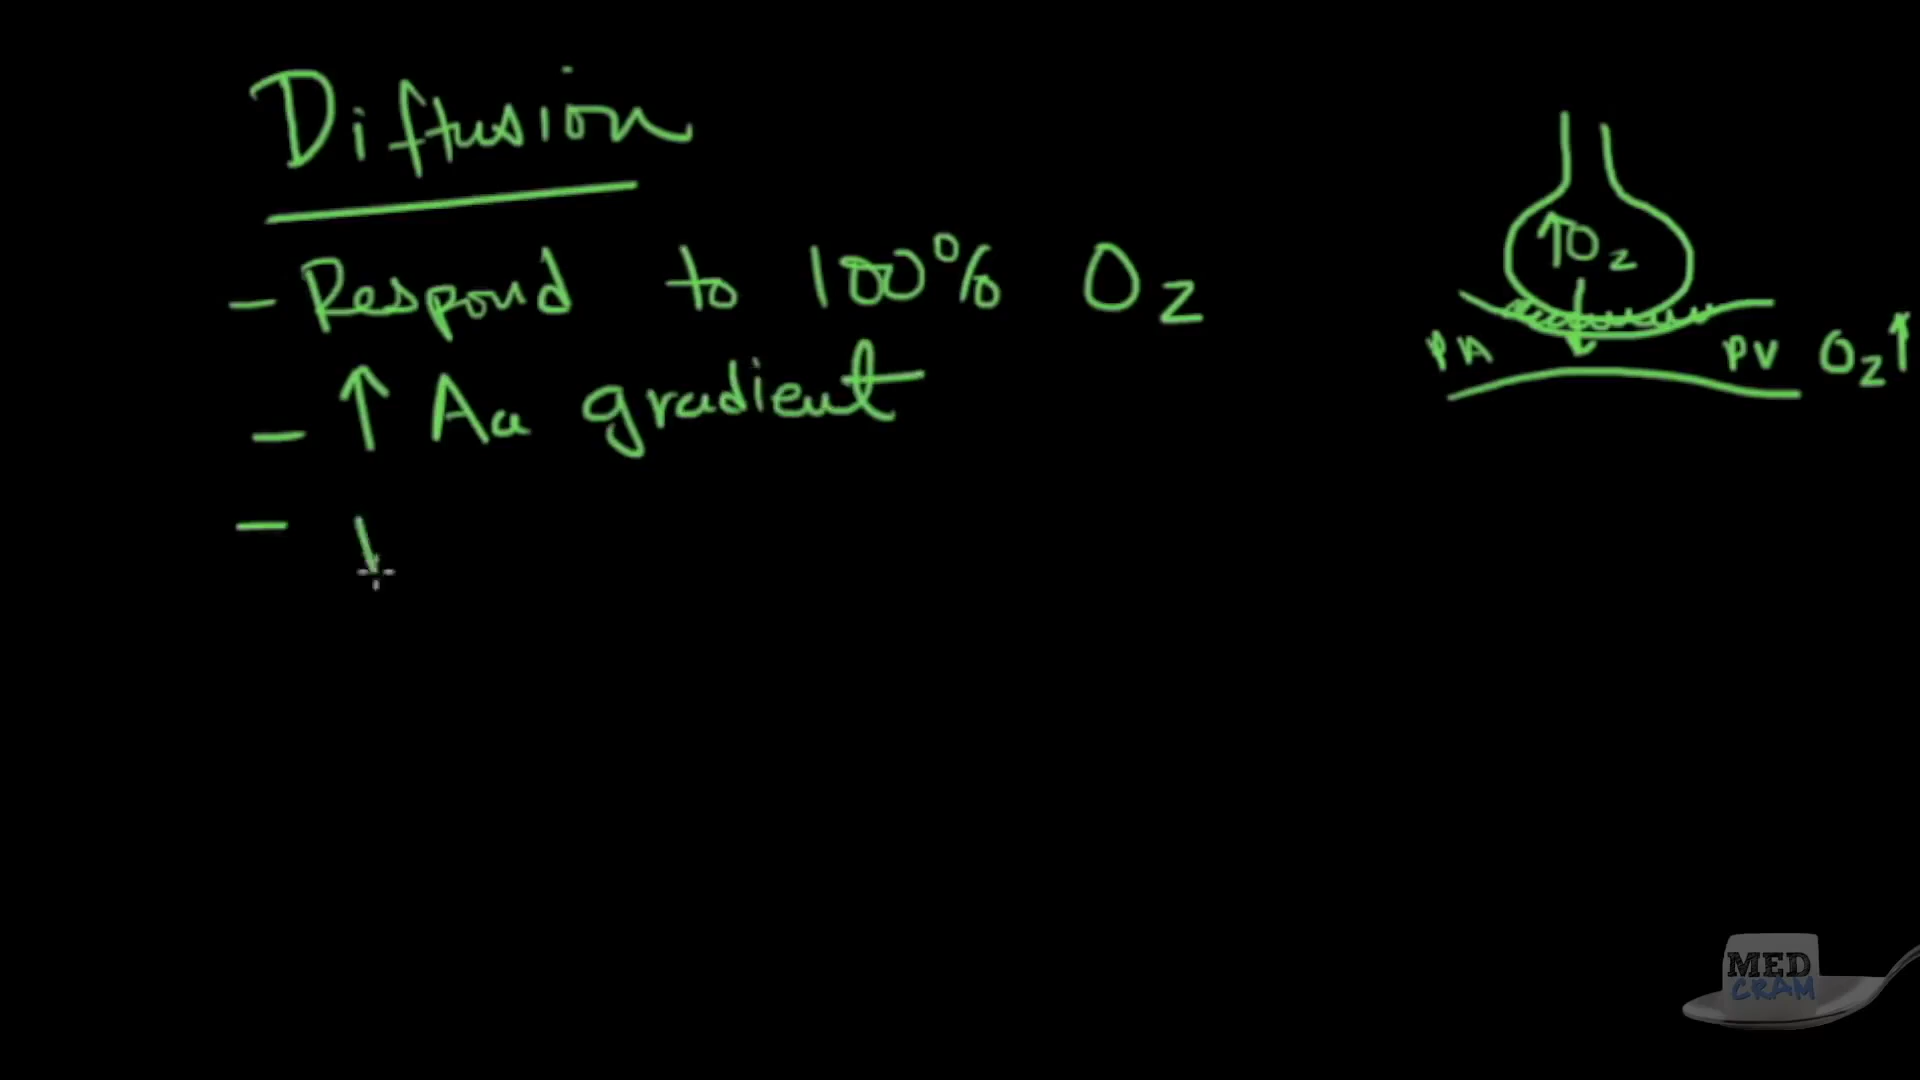 Diffusion
- Respond to 100% O2
- ↑ Aa gradient
-
↑O2
PA PV O2↑
MED
CRAM